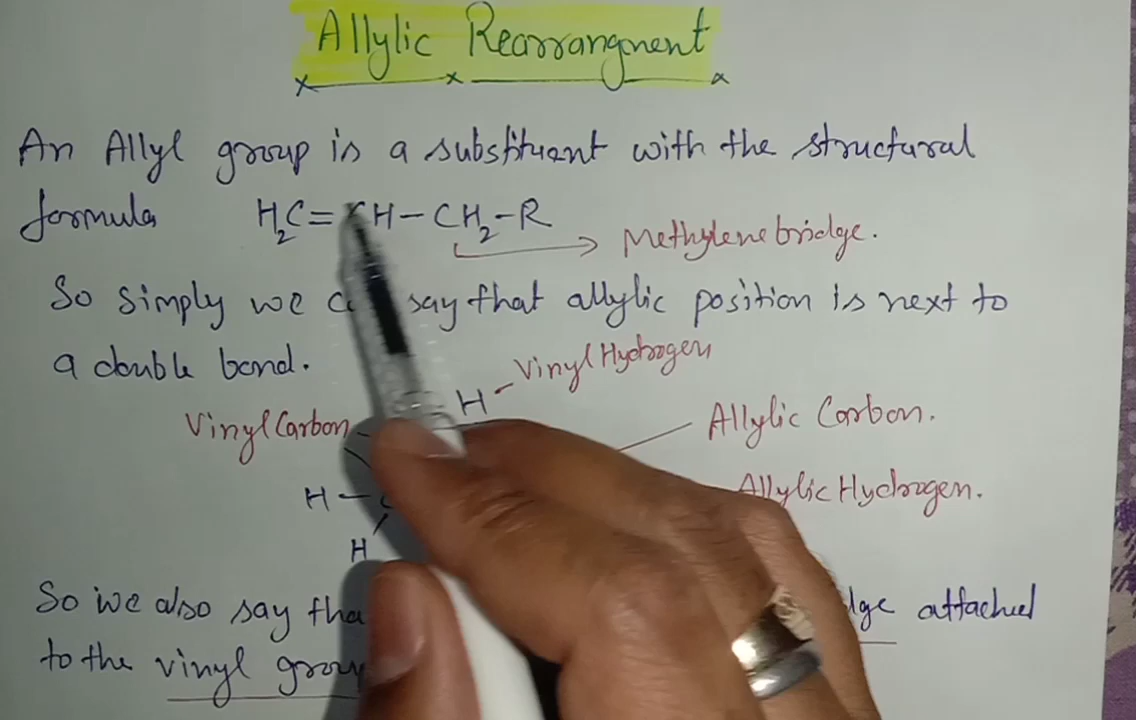 Allylic Rearrangment
An Allyl group is a substituent with the structural
formula H₂C=CH-CH₂-R
Methylene bridge.
So Simply we say that allylic position is next to
a double bond.
H - Vinyl Hydrogen
Vinyl Carbon
Allylic Carbon.
H - C
Allylic Hydrogen.
H
So we also say attached
to the vinyl group